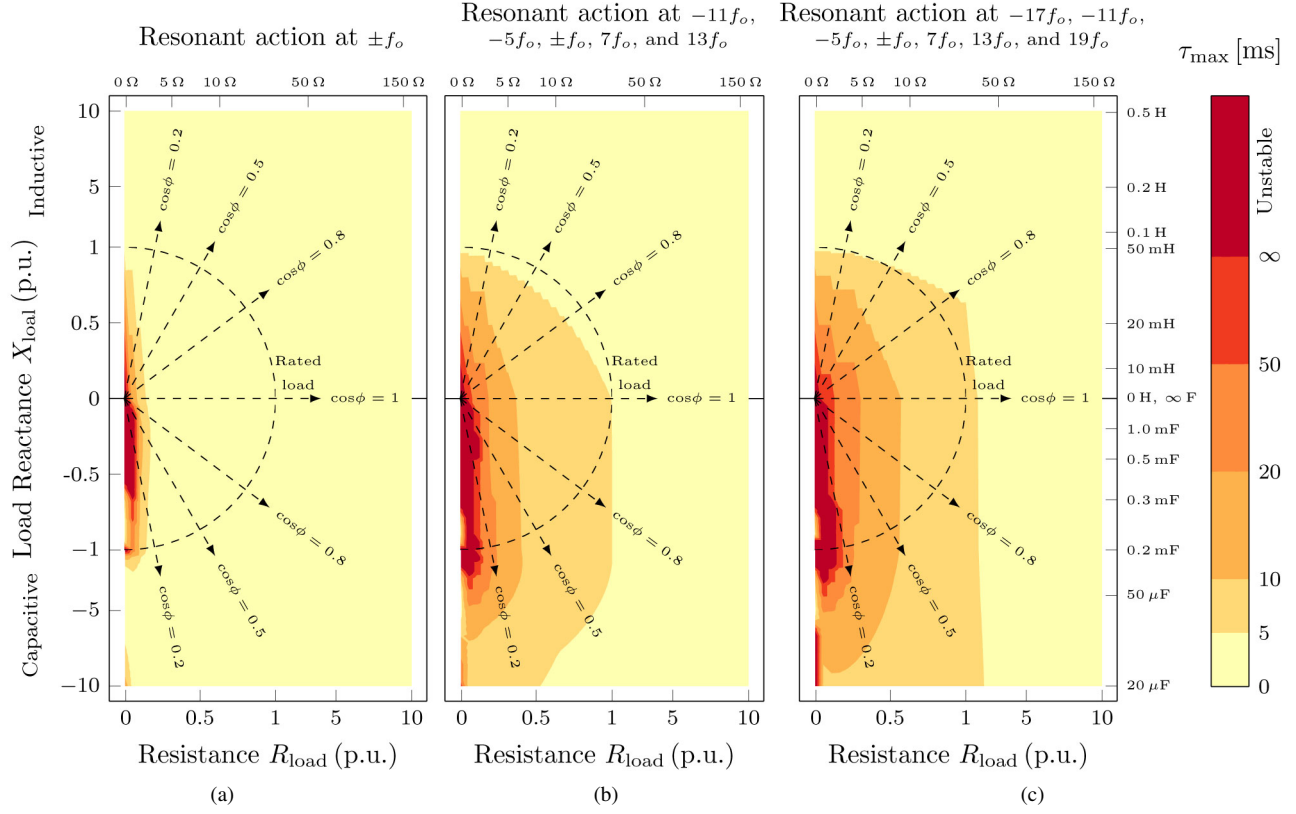 Resonant action at ±fₒ
Resonant action at −11fₒ,
−5fₒ, ±fₒ, 7fₒ, and 13fₒ
Resonant action at −17fₒ, −11fₒ,
−5fₒ, ±fₒ, 7fₒ, 13fₒ, and 19fₒ
τmax [ms]
0 Ω 5 Ω 10 Ω 50 Ω 150 Ω
0 Ω 5 Ω 10 Ω 50 Ω 150 Ω
0 Ω 5 Ω 10 Ω 50 Ω 150 Ω
Capacitive Load Reactance Xloal (p.u.) Inductive
10
5
1
0.5
0
-0.5
−1
−5
−10
cosϕ = 0.2
cosϕ = 0.5
cosϕ = 0.8
Rated
load
cosϕ = 1
cosϕ = 0.8
cosϕ = 0.5
cosϕ = 0.2
cosϕ = 0.2
cosϕ = 0.5
cosϕ = 0.8
Rated
load
cosϕ = 1
cosϕ = 0.8
cosϕ = 0.5
cosϕ = 0.2
cosϕ = 0.2
cosϕ = 0.5
cosϕ = 0.8
Rated
load
cosϕ = 1
cosϕ = 0.8
cosϕ = 0.5
cosϕ = 0.2
0.5 H
0.2 H
0.1 H
50 mH
20 mH
10 mH
0 H, ∞ F
1.0 mF
0.5 mF
0.3 mF
0.2 mF
50 μF
20 μF
Unstable
∞
50
20
10
5
0
0 0.5 1 5 10
0 0.5 1 5 10
0 0.5 1 5 10
Resistance Rload (p.u.)
Resistance Rload (p.u.)
Resistance Rload (p.u.)
(a)
(b)
(c)